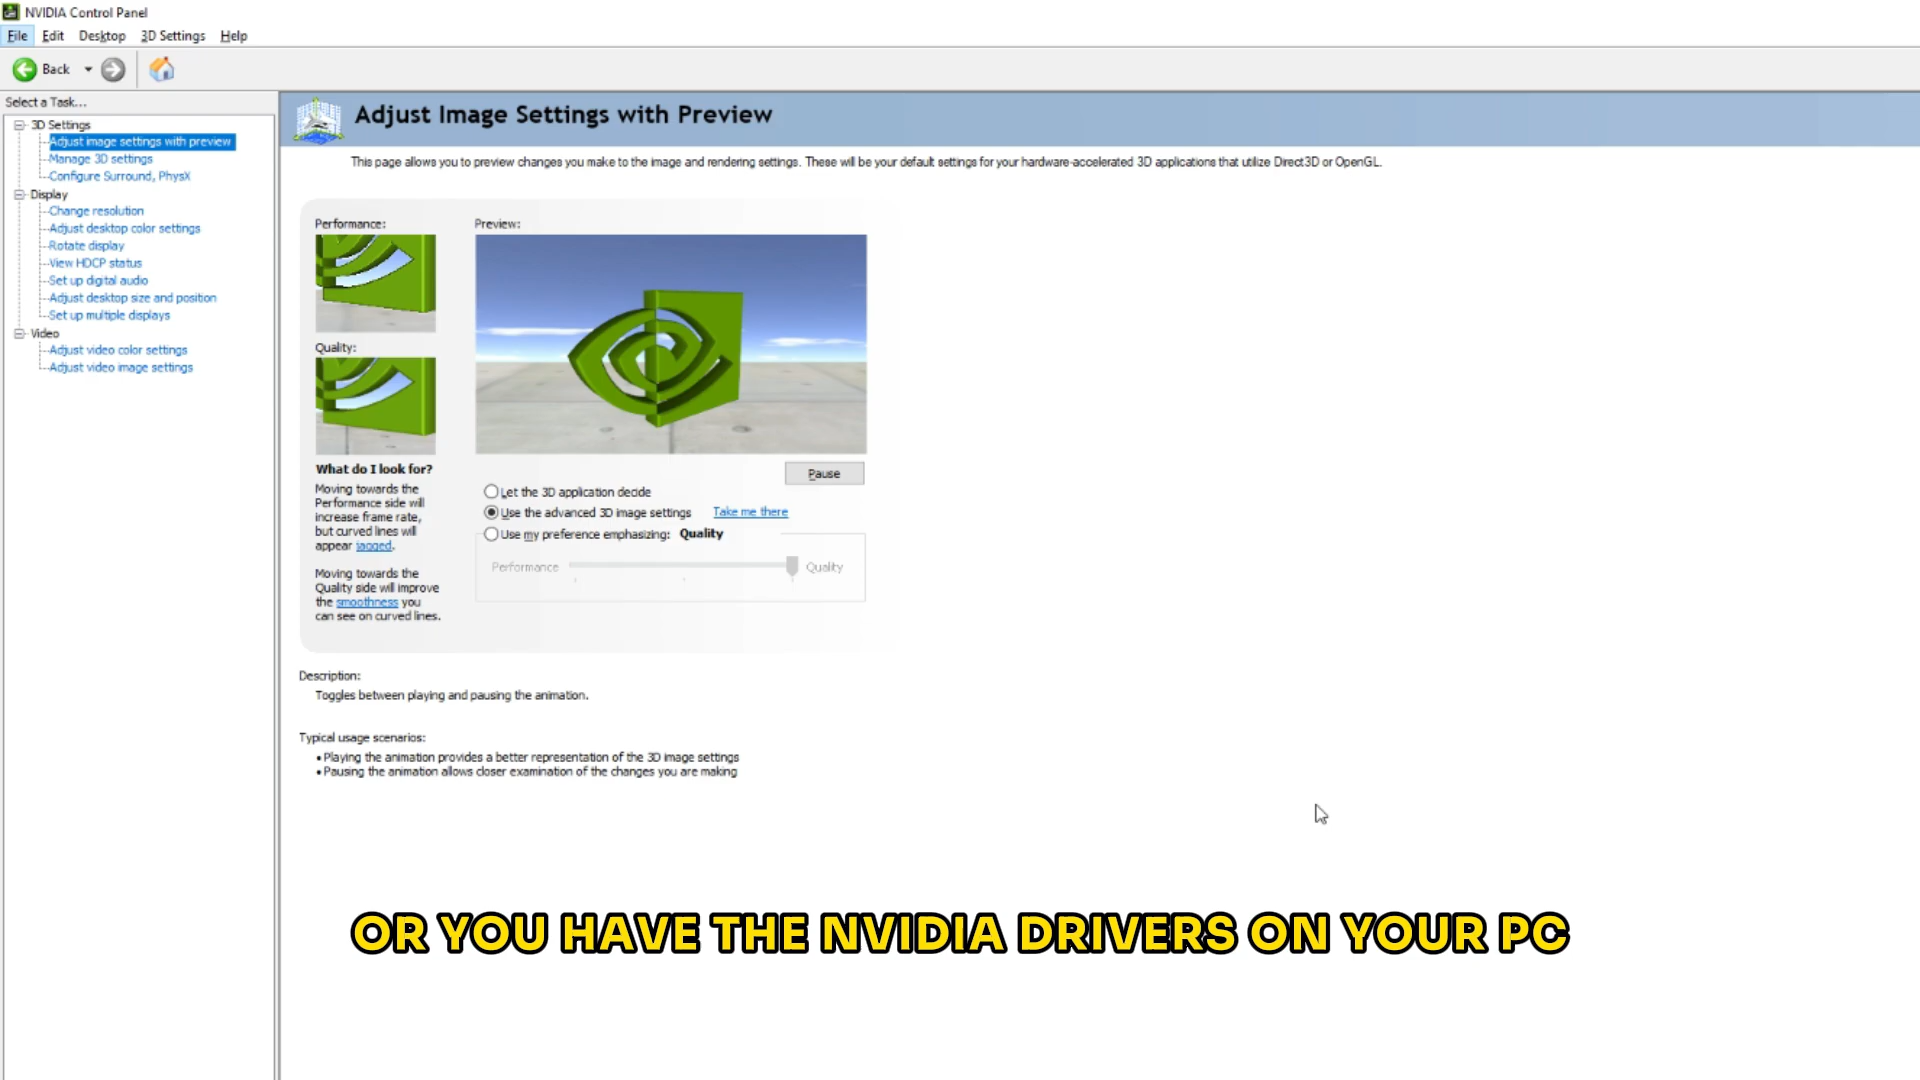 NVIDIA Control Panel
File Edit Desktop 3D Settings Help
Back
Select a Task...
3D Settings
Adjust image settings with preview
Manage 3D settings
Configure Surround, PhysX
Display
Change resolution
Adjust desktop color settings
Rotate display
View HDCP status
Set up digital audio
Adjust desktop size and position
Set up multiple displays
Video
Adjust video color settings
Adjust video image settings
Adjust Image Settings with Preview
This page allows you to preview changes you make to the image and rendering settings. These will be your default settings for your hardware-accelerated 3D applications that utilize Direct3D or OpenGL.
Performance:
Quality:
What do I look for?
Moving towards the
Performance side will
increase frame rate,
but curved lines will
appear jagged.
Moving towards the
Quality side will improve
the smoothness you
can see on curved lines.
Preview:
Pause
Let the 3D application decide
Use the advanced 3D image settings Take me there
Use my preference emphasizing: Quality
Performance Quality
Description:
Toggles between playing and pausing the animation.
Typical usage scenarios:
• Playing the animation provides a better representation of the 3D image settings
• Pausing the animation allows closer examination of the changes you are making
OR YOU HAVE THE NVIDIA DRIVERS ON YOUR PC